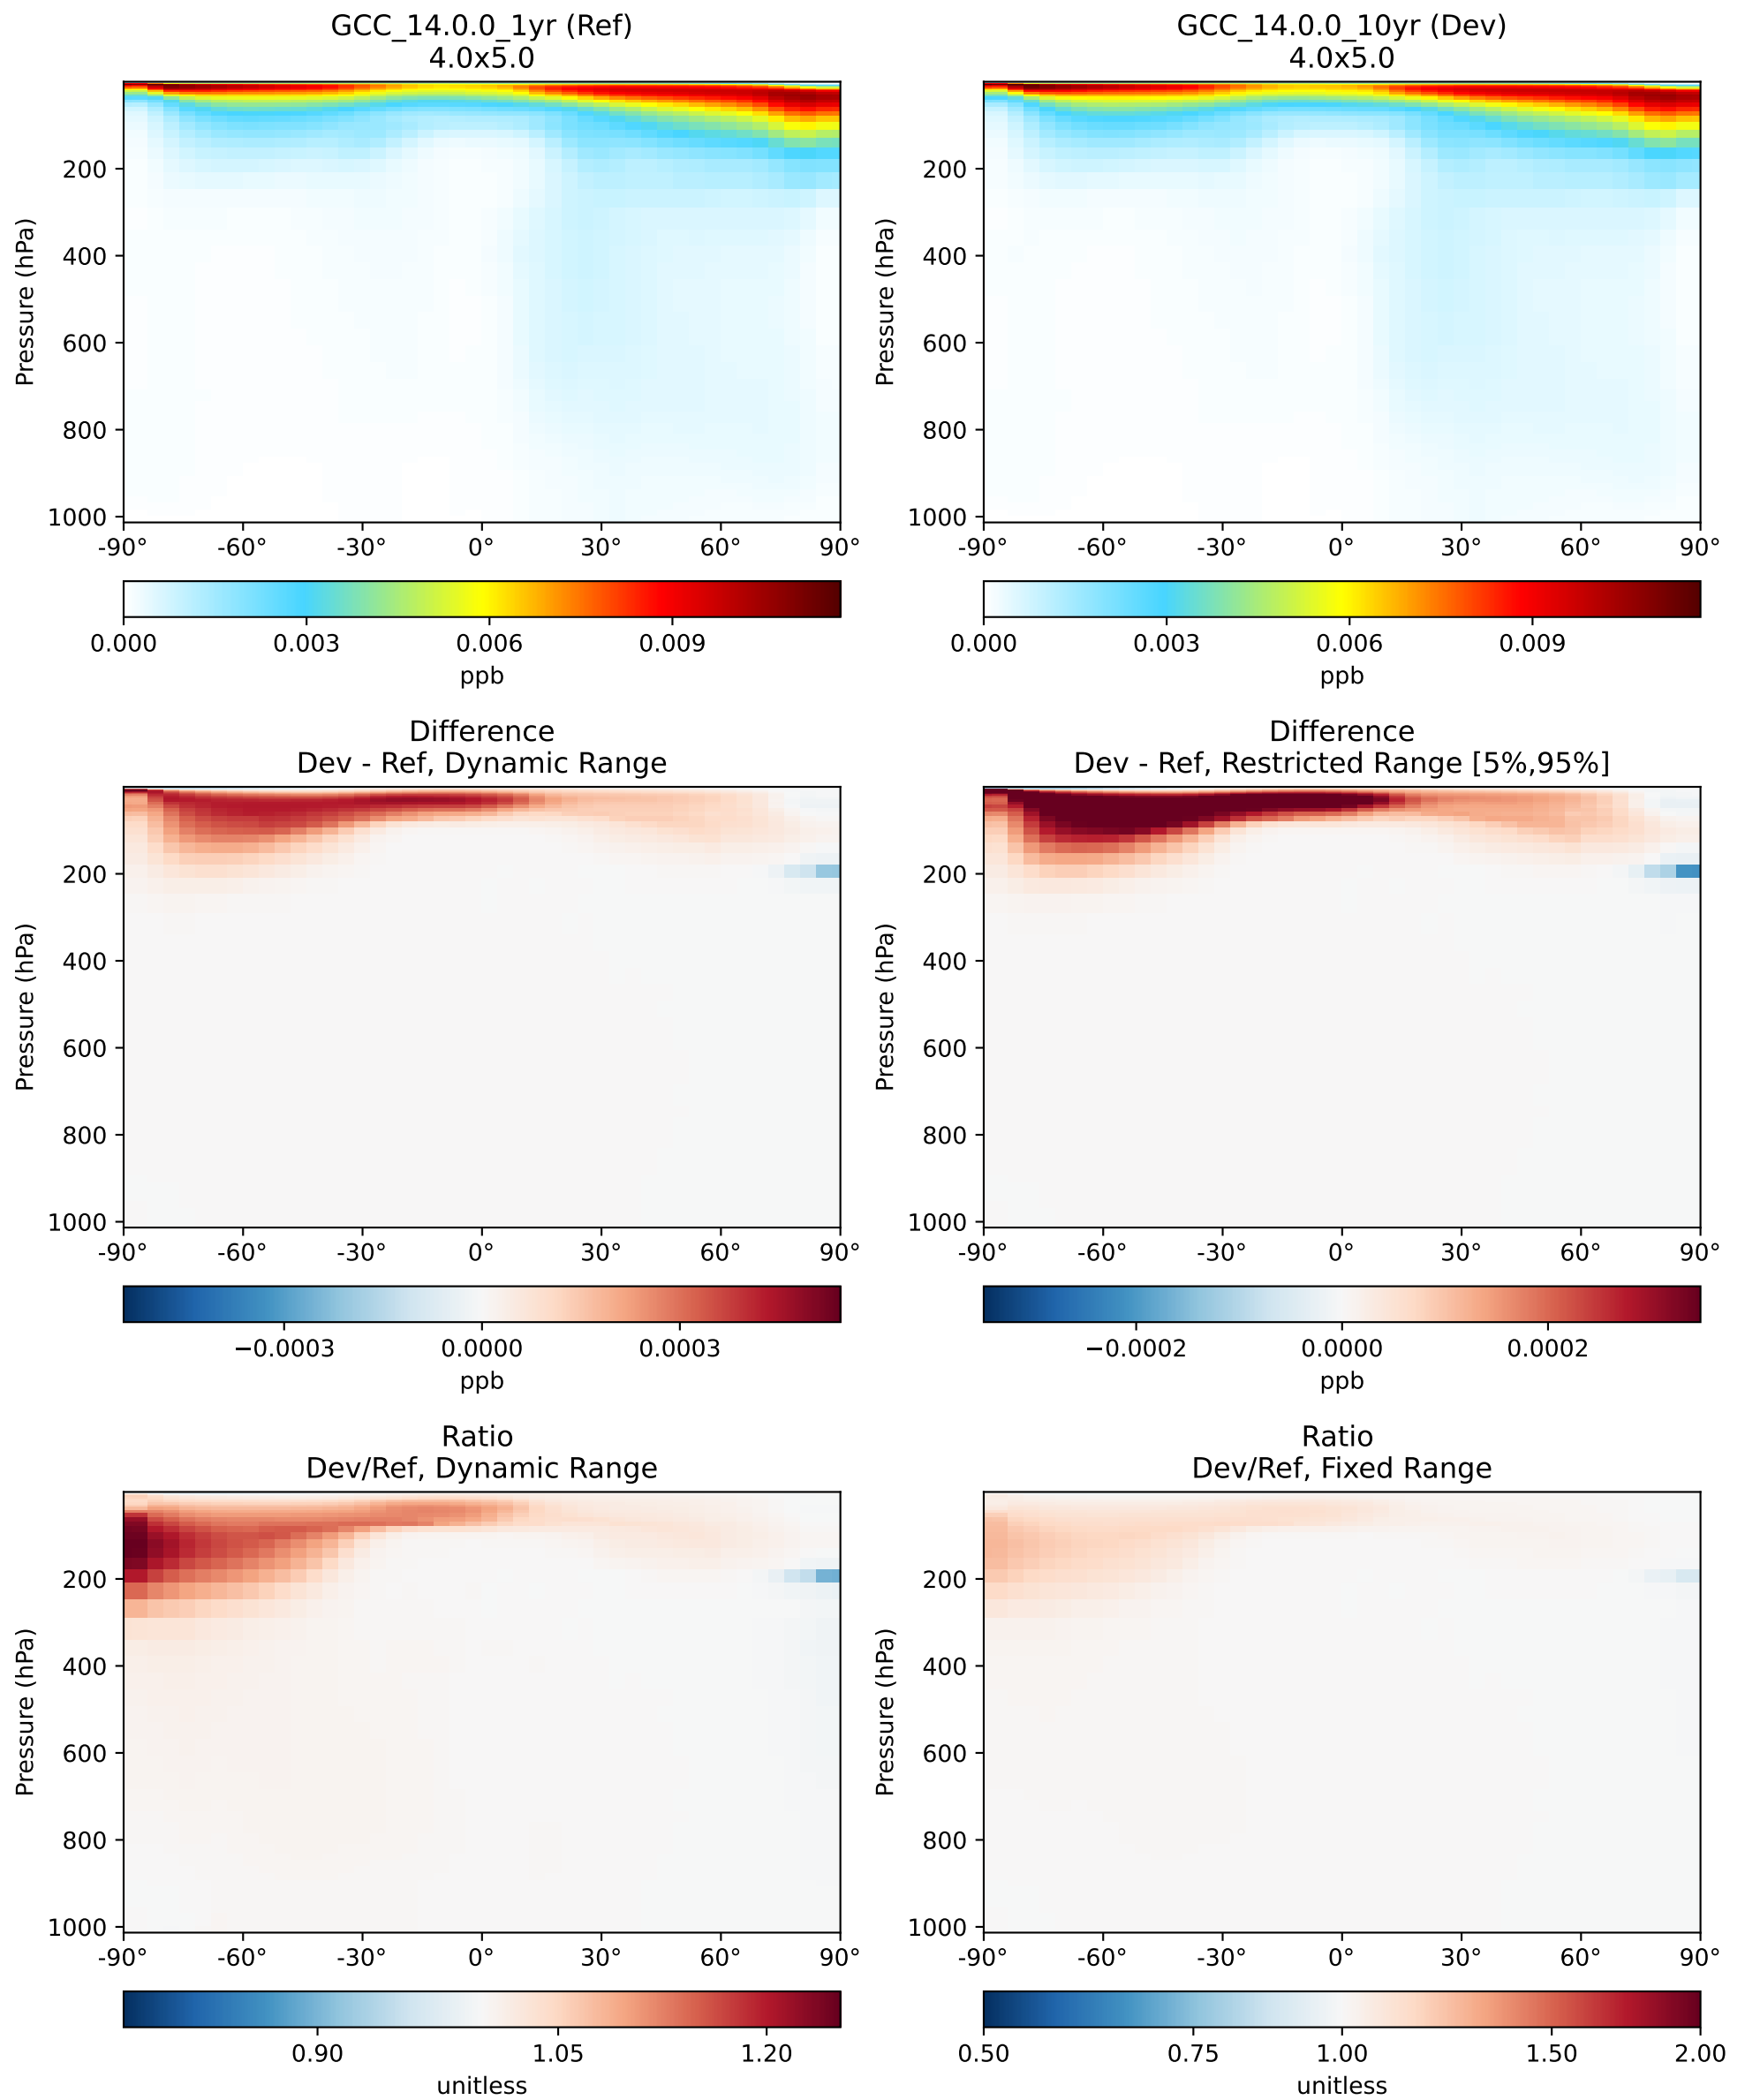 GCC_14.0.0_1yr (Ref)
4.0x5.0
Pressure (hPa)
200
400
600
800
1000
-90° -60° -30° 0° 30° 60° 90°
0.000 0.003 0.006 0.009
ppb
GCC_14.0.0_10yr (Dev)
4.0x5.0
Pressure (hPa)
200
400
600
800
1000
-90° -60° -30° 0° 30° 60° 90°
0.000 0.003 0.006 0.009
ppb
Difference
Dev - Ref, Dynamic Range
Pressure (hPa)
200
400
600
800
1000
-90° -60° -30° 0° 30° 60° 90°
−0.0003 0.0000 0.0003
ppb
Difference
Dev - Ref, Restricted Range [5%,95%]
Pressure (hPa)
200
400
600
800
1000
-90° -60° -30° 0° 30° 60° 90°
−0.0002 0.0000 0.0002
ppb
Ratio
Dev/Ref, Dynamic Range
Pressure (hPa)
200
400
600
800
1000
-90° -60° -30° 0° 30° 60° 90°
0.90 1.05 1.20
unitless
Ratio
Dev/Ref, Fixed Range
Pressure (hPa)
200
400
600
800
1000
-90° -60° -30° 0° 30° 60° 90°
0.50 0.75 1.00 1.50 2.00
unitless